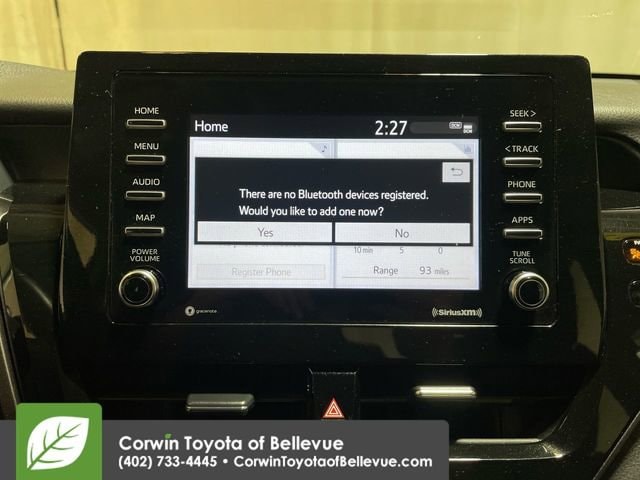 HOME
MENU
AUDIO
MAP
POWER
VOLUME
SEEK >
< TRACK
PHONE
APPS
TUNE
SCROLL
Home
2:27
DCM
There are no Bluetooth devices registered.
Would you like to add one now?
Yes
No
10 min 5 0
Register Phone
Range 93 miles
gracenote
((SiriusXM))
Corwin Toyota of Bellevue
(402) 733-4445 • CorwinToyotaofBellevue.com